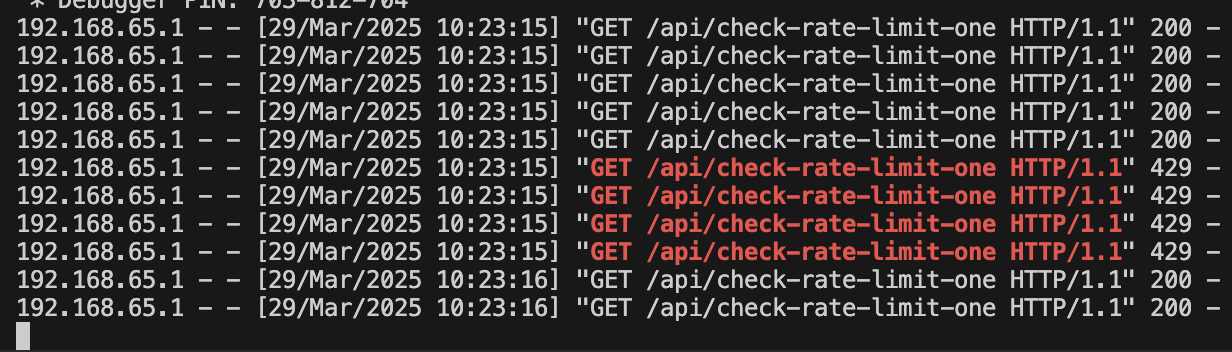 * Debugger PIN: 703-812-704
192.168.65.1 - - [29/Mar/2025 10:23:15] "GET /api/check-rate-limit-one HTTP/1.1" 200 -
192.168.65.1 - - [29/Mar/2025 10:23:15] "GET /api/check-rate-limit-one HTTP/1.1" 200 -
192.168.65.1 - - [29/Mar/2025 10:23:15] "GET /api/check-rate-limit-one HTTP/1.1" 200 -
192.168.65.1 - - [29/Mar/2025 10:23:15] "GET /api/check-rate-limit-one HTTP/1.1" 200 -
192.168.65.1 - - [29/Mar/2025 10:23:15] "GET /api/check-rate-limit-one HTTP/1.1" 200 -
192.168.65.1 - - [29/Mar/2025 10:23:15] "GET /api/check-rate-limit-one HTTP/1.1" 429 -
192.168.65.1 - - [29/Mar/2025 10:23:15] "GET /api/check-rate-limit-one HTTP/1.1" 429 -
192.168.65.1 - - [29/Mar/2025 10:23:15] "GET /api/check-rate-limit-one HTTP/1.1" 429 -
192.168.65.1 - - [29/Mar/2025 10:23:15] "GET /api/check-rate-limit-one HTTP/1.1" 429 -
192.168.65.1 - - [29/Mar/2025 10:23:16] "GET /api/check-rate-limit-one HTTP/1.1" 200 -
192.168.65.1 - - [29/Mar/2025 10:23:16] "GET /api/check-rate-limit-one HTTP/1.1" 200 -